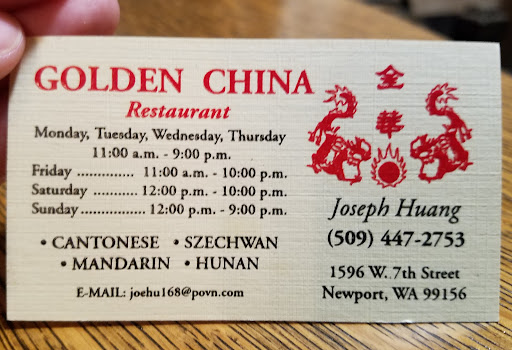 GOLDEN CHINA
Restaurant
Monday, Tuesday, Wednesday, Thursday
11:00 a.m. - 9:00 p.m.
Friday .............. 11:00 a.m. - 10:00 p.m.
Saturday ........... 12:00 p.m. - 10:00 p.m.
Sunday ................. 12:00 p.m. - 9:00 p.m.
• CANTONESE • SZECHWAN
• MANDARIN • HUNAN
E-MAIL: joehu168@povn.com
金
華
Joseph Huang
(509) 447-2753
1596 W. 7th Street
Newport, WA 99156